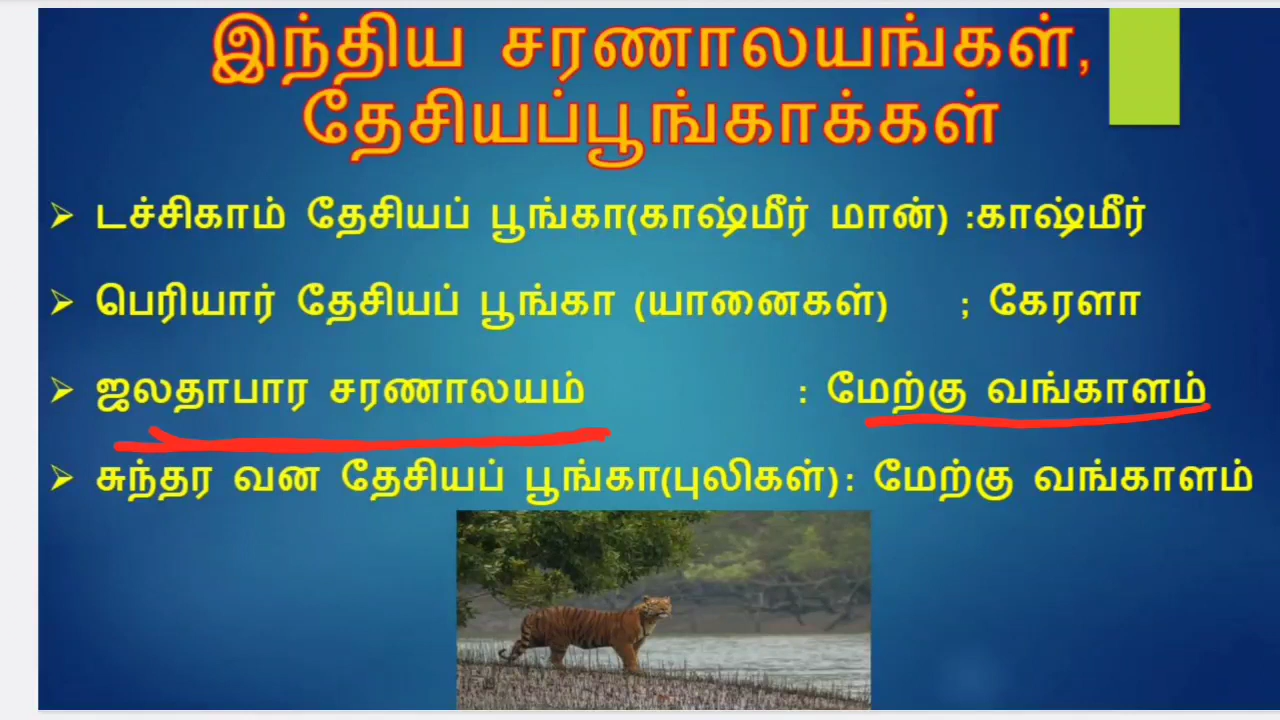 இந்திய சரணாலயங்கள்,
தேசியப்பூங்காக்கள்
டச்சிகாம் தேசியப் பூங்கா(காஷ்மீர் மான்) :காஷ்மீர்
பெரியார் தேசியப் பூங்கா (யானைகள்) ; கேரளா
ஜலதாபார சரணாலயம் : மேற்கு வங்காளம்
சுந்தர வன தேசியப் பூங்கா(புலிகள்): மேற்கு வங்காளம்